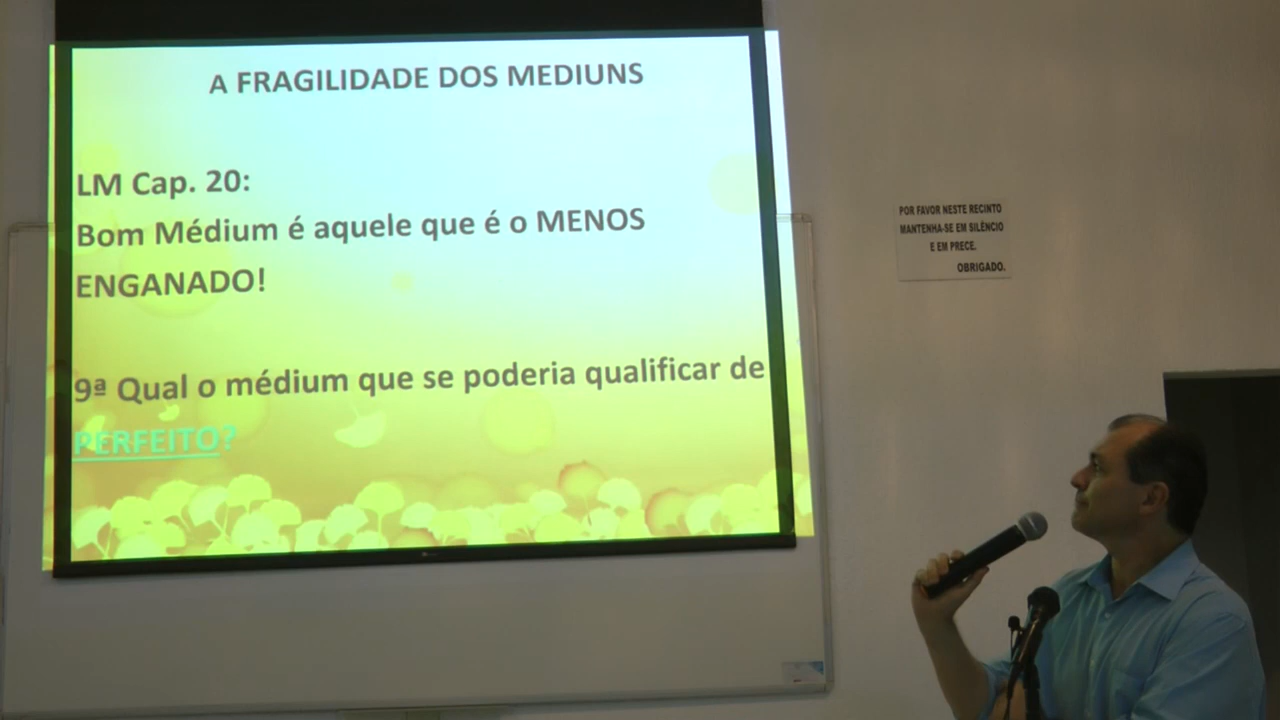 A FRAGILIDADE DOS MEDIUNS
LM Cap. 20:
Bom Médium é aquele que é o MENOS
ENGANADO!
9ª Qual o médium que se poderia qualificar de
PERFEITO?
POR FAVOR NESTE RECINTO
MANTENHA-SE EM SILÊNCIO
E EM PRECE.
OBRIGADO.